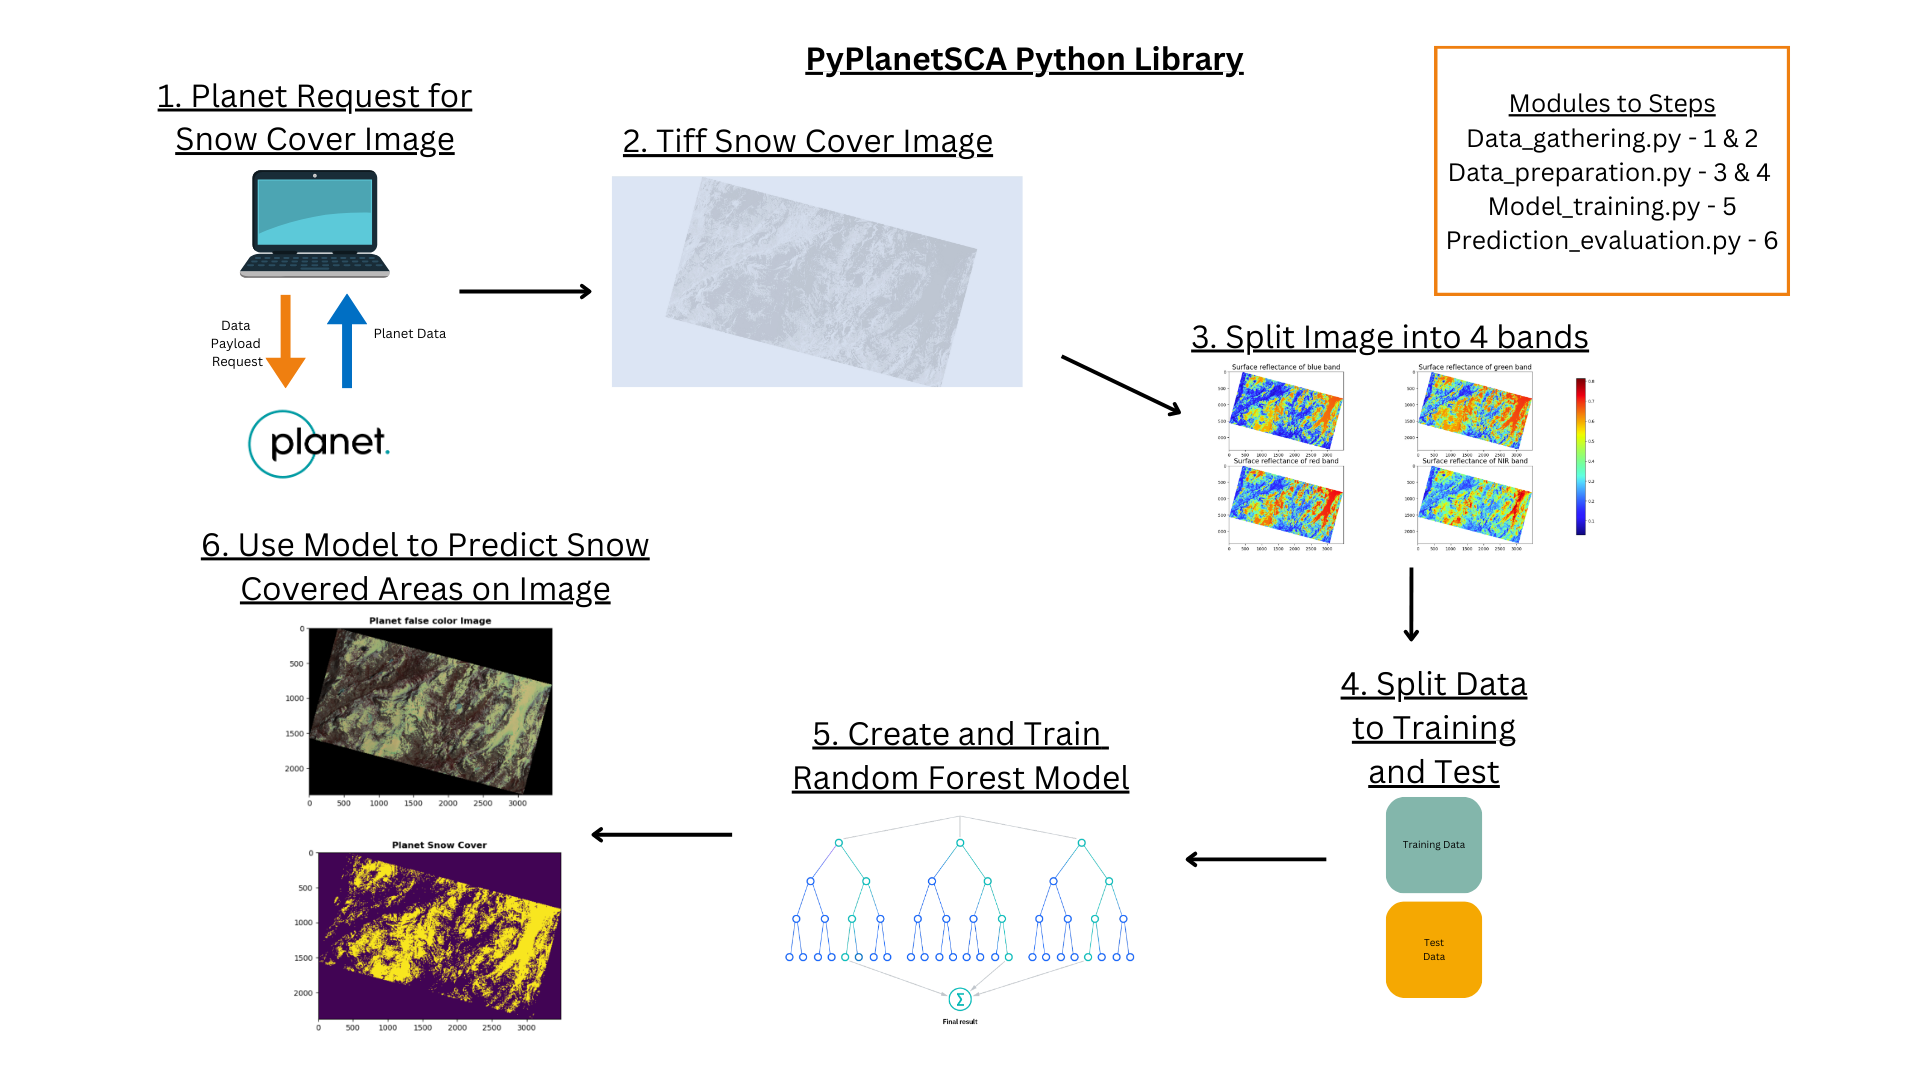 PyPlanetSCA Python Library
1. Planet Request for
Snow Cover Image
Data
Payload
Request
Planet Data
planet.
2. Tiff Snow Cover Image
Modules to Steps
Data_gathering.py - 1 & 2
Data_preparation.py - 3 & 4
Model_training.py - 5
Prediction_evaluation.py - 6
3. Split Image into 4 bands
Surface reflectance of blue band
Surface reflectance of green band
Surface reflectance of red band
Surface reflectance of NIR band
4. Split Data
to Training
and Test
Training Data
Test
Data
5. Create and Train
Random Forest Model
Σ
Final result
6. Use Model to Predict Snow
Covered Areas on Image
Planet false color Image
0
500
1000
1500
2000
0 500 1000 1500 2000 2500 3000
Planet Snow Cover
0
500
1000
1500
2000
0 500 1000 1500 2000 2500 3000